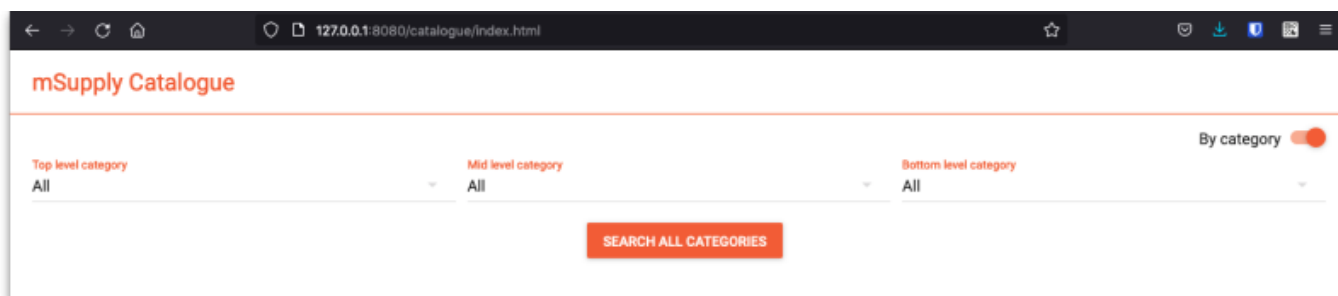 127.0.0.1:8080/catalogue/index.html
mSupply Catalogue
By category
Top level category
Mid level category
Bottom level category
All
All
All
SEARCH ALL CATEGORIES